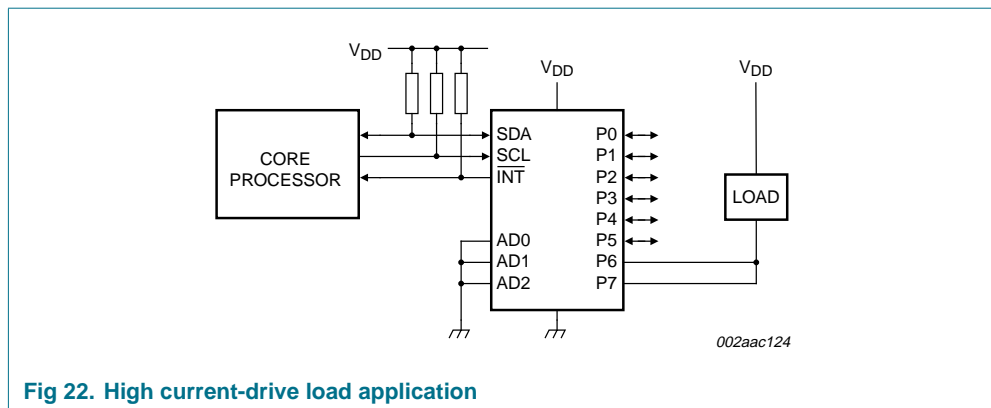 VDD
VDD
VDD
CORE
PROCESSOR
SDA
SCL
INT
AD0
AD1
AD2
P0
P1
P2
P3
P4
P5
P6
P7
LOAD
002aac124
Fig 22. High current-drive load application